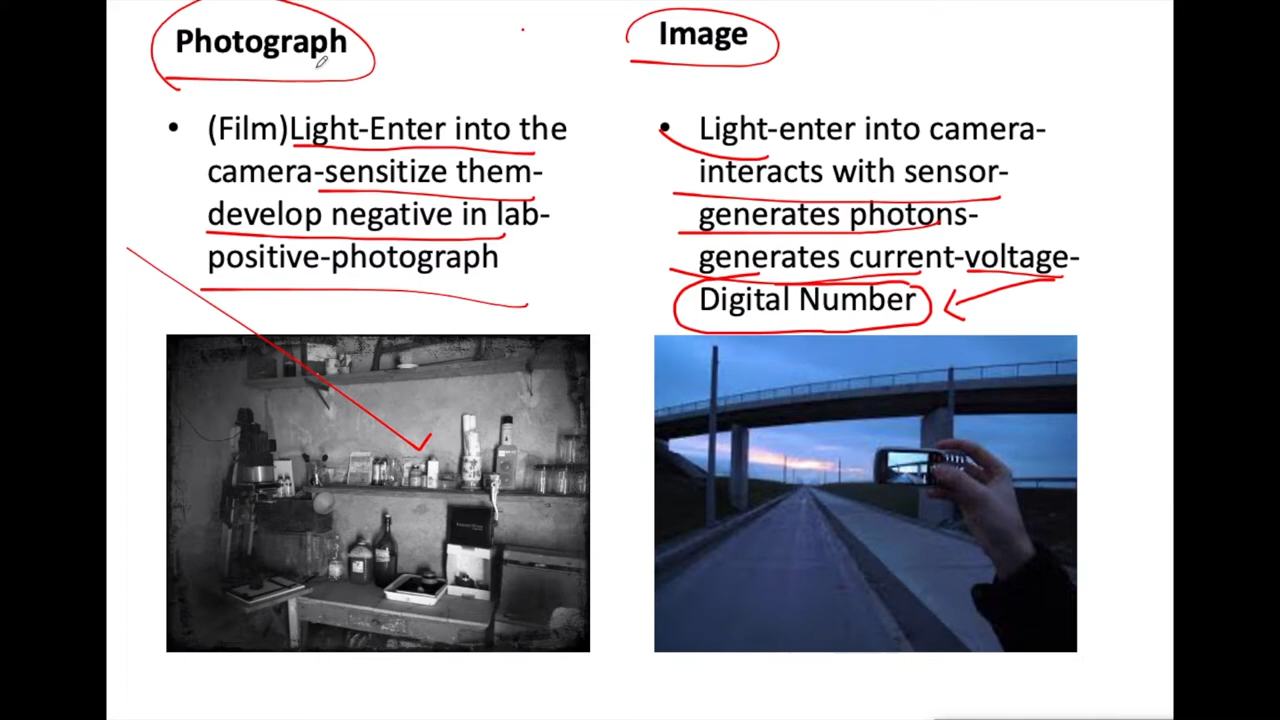 Photograph
• (Film)Light-Enter into the
camera-sensitize them-
develop negative in lab-
positive-photograph
Image
• Light-enter into camera-
interacts with sensor-
generates photons-
generates current-voltage-
Digital Number